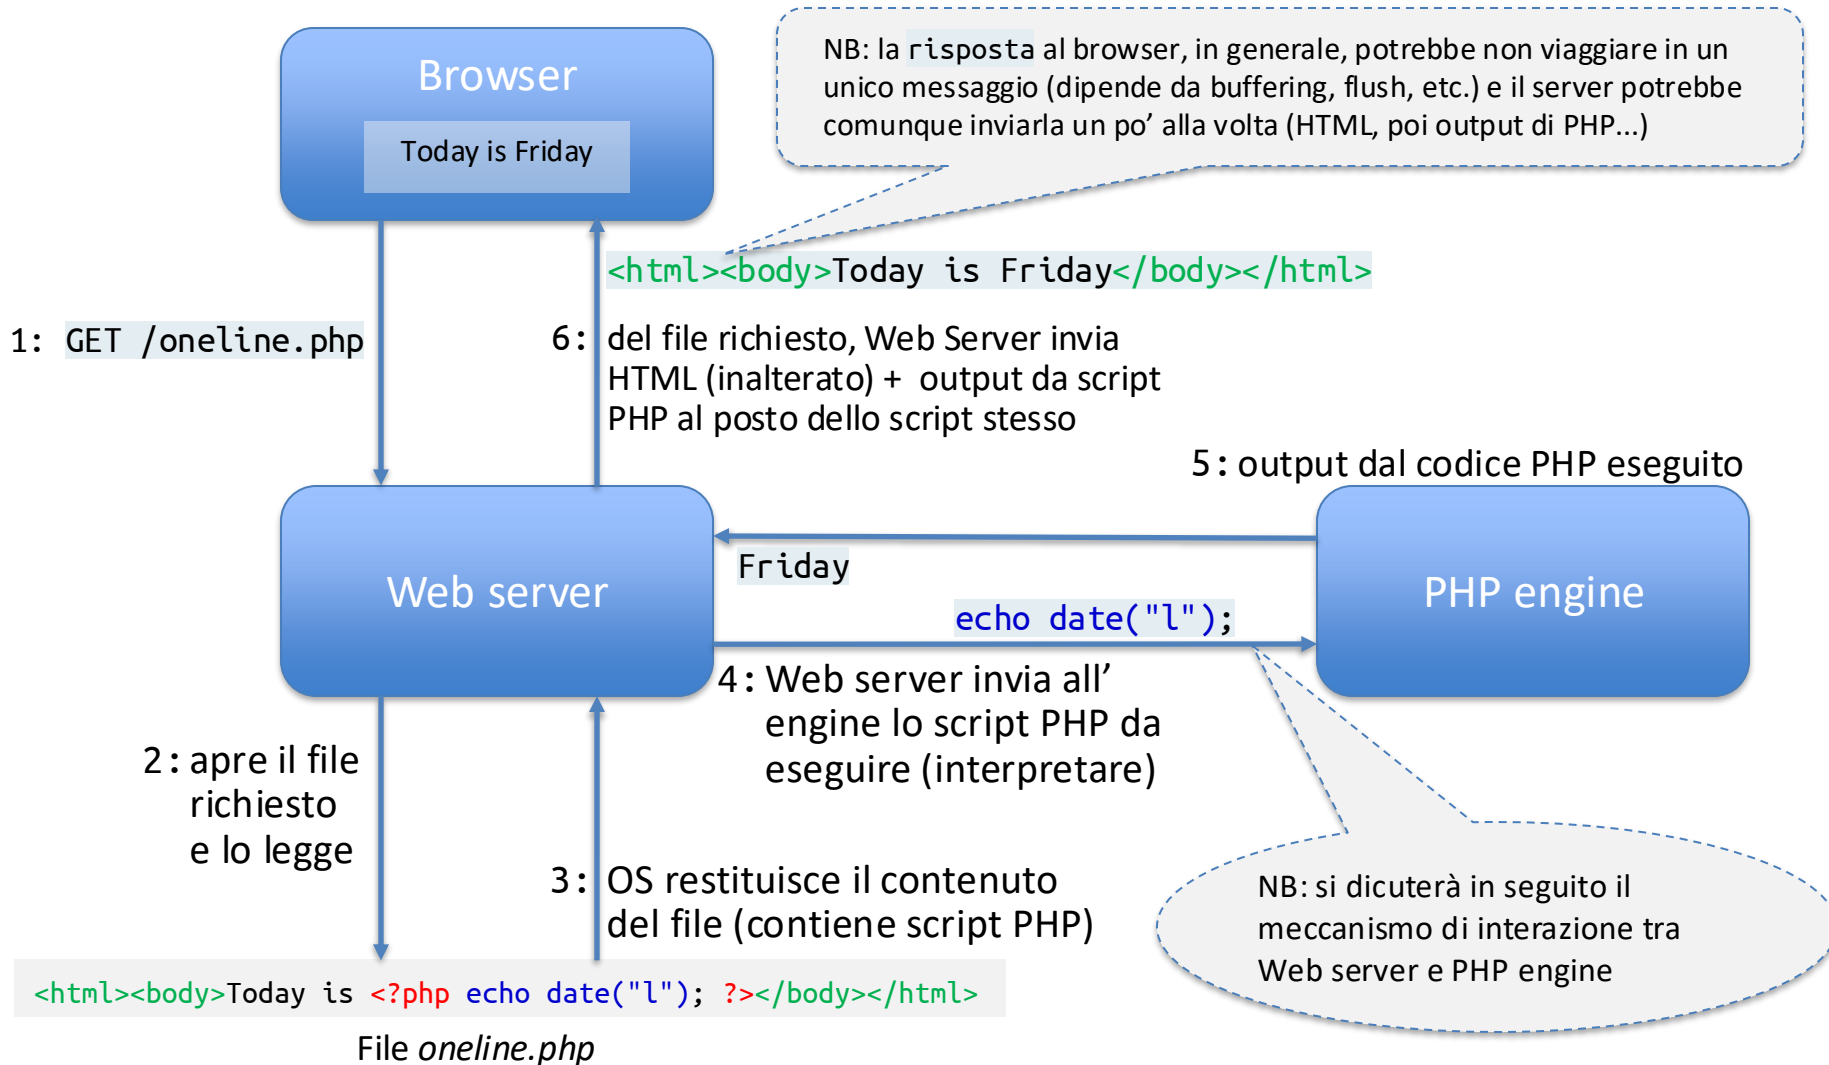 Browser
Today is Friday
NB: la risposta al browser, in generale, potrebbe non viaggiare in un
unico messaggio (dipende da buffering, flush, etc.) e il server potrebbe
comunque inviarla un po’ alla volta (HTML, poi output di PHP...)
<html><body>Today is Friday</body></html>
1: GET /oneline.php
6: del file richiesto, Web Server invia
HTML (inalterato) + output da script
PHP al posto dello script stesso
5: output dal codice PHP eseguito
Web server
Friday
PHP engine
echo date("l");
4: Web server invia all’
engine lo script PHP da
eseguire (interpretare)
2: apre il file
richiesto
e lo legge
3: OS restituisce il contenuto
del file (contiene script PHP)
NB: si dicuterà in seguito il
meccanismo di interazione tra
Web server e PHP engine
<html><body>Today is <?php echo date("l"); ?></body></html>
File oneline.php